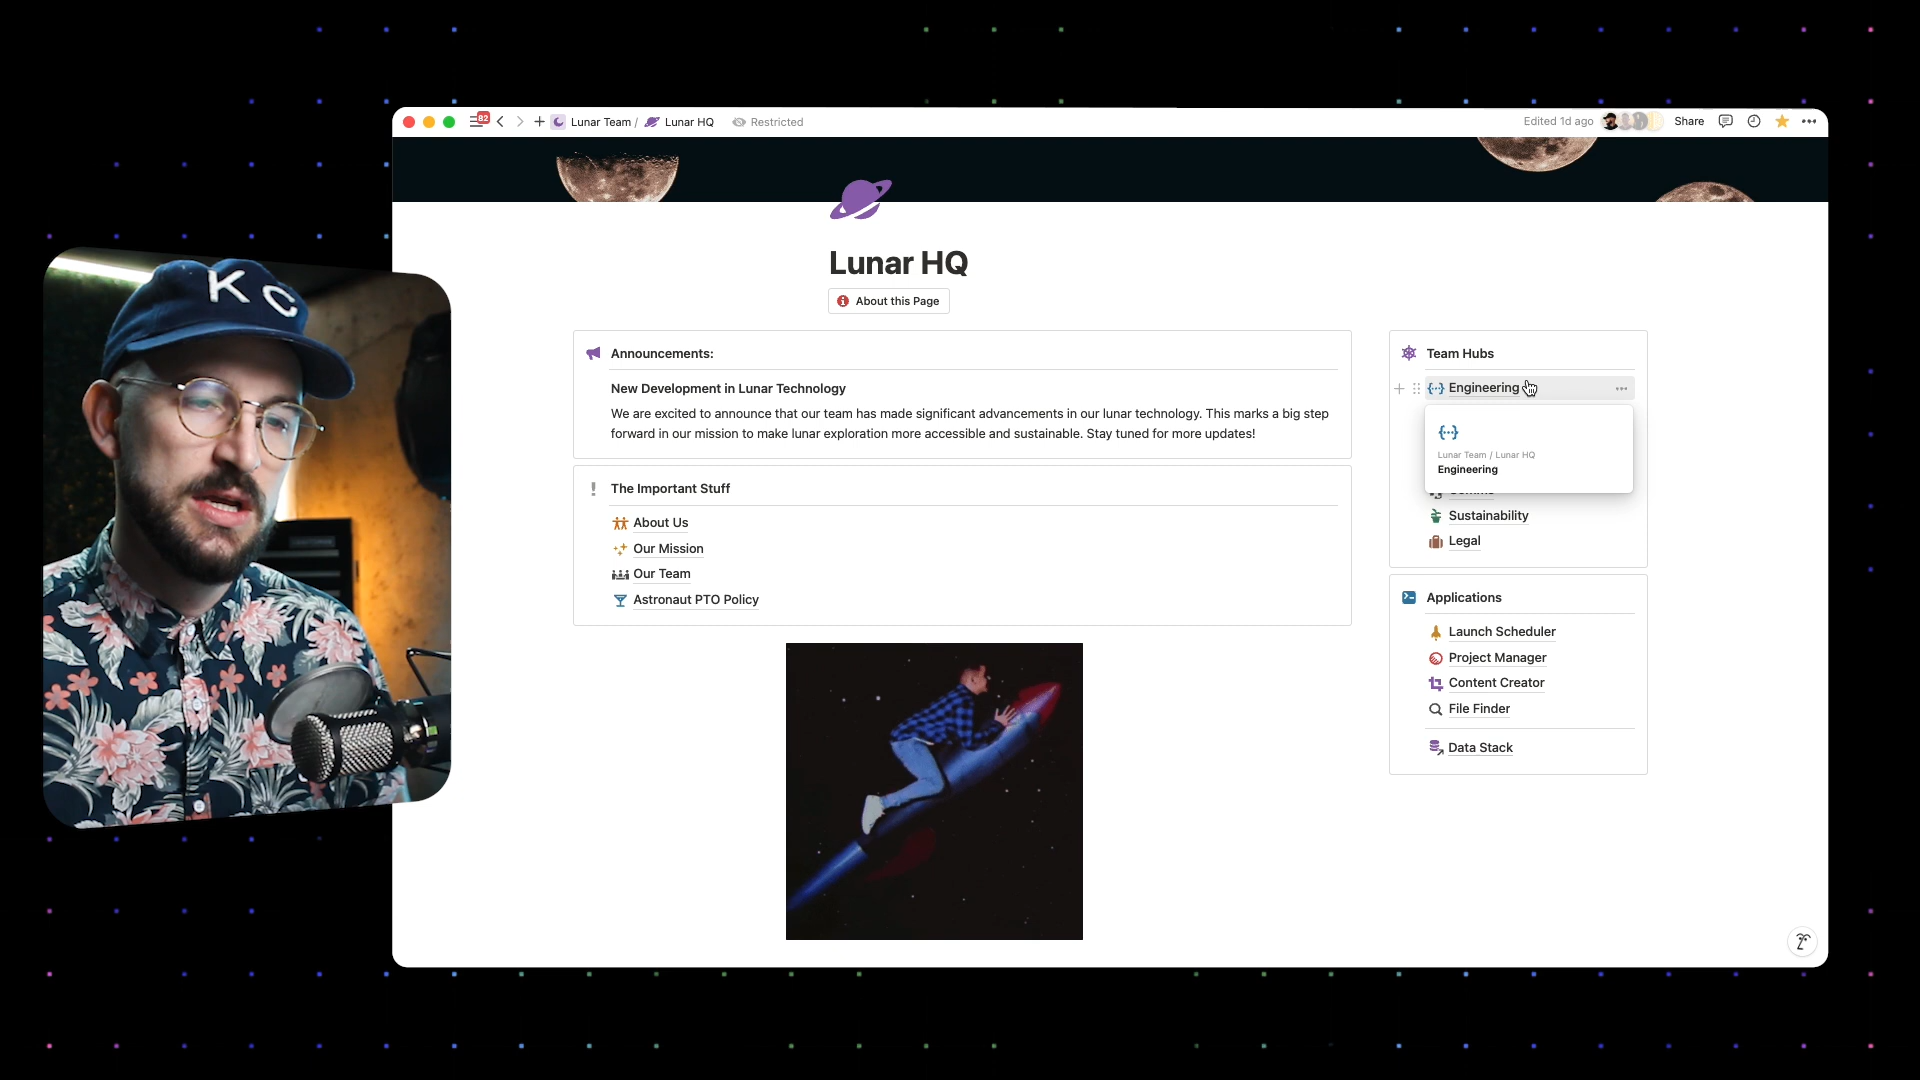 82
Lunar Team / Lunar HQ
Restricted
Edited 1d ago
Share
KC
Lunar HQ
About this Page
Announcements:
New Development in Lunar Technology
We are excited to announce that our team has made significant advancements in our lunar technology. This marks a big step
forward in our mission to make lunar exploration more accessible and sustainable. Stay tuned for more updates!
The Important Stuff
About Us
Our Mission
Our Team
Astronaut PTO Policy
Team Hubs
Engineering
Lunar Team / Lunar HQ
Engineering
Sustainability
Legal
Applications
Launch Scheduler
Project Manager
Content Creator
File Finder
Data Stack